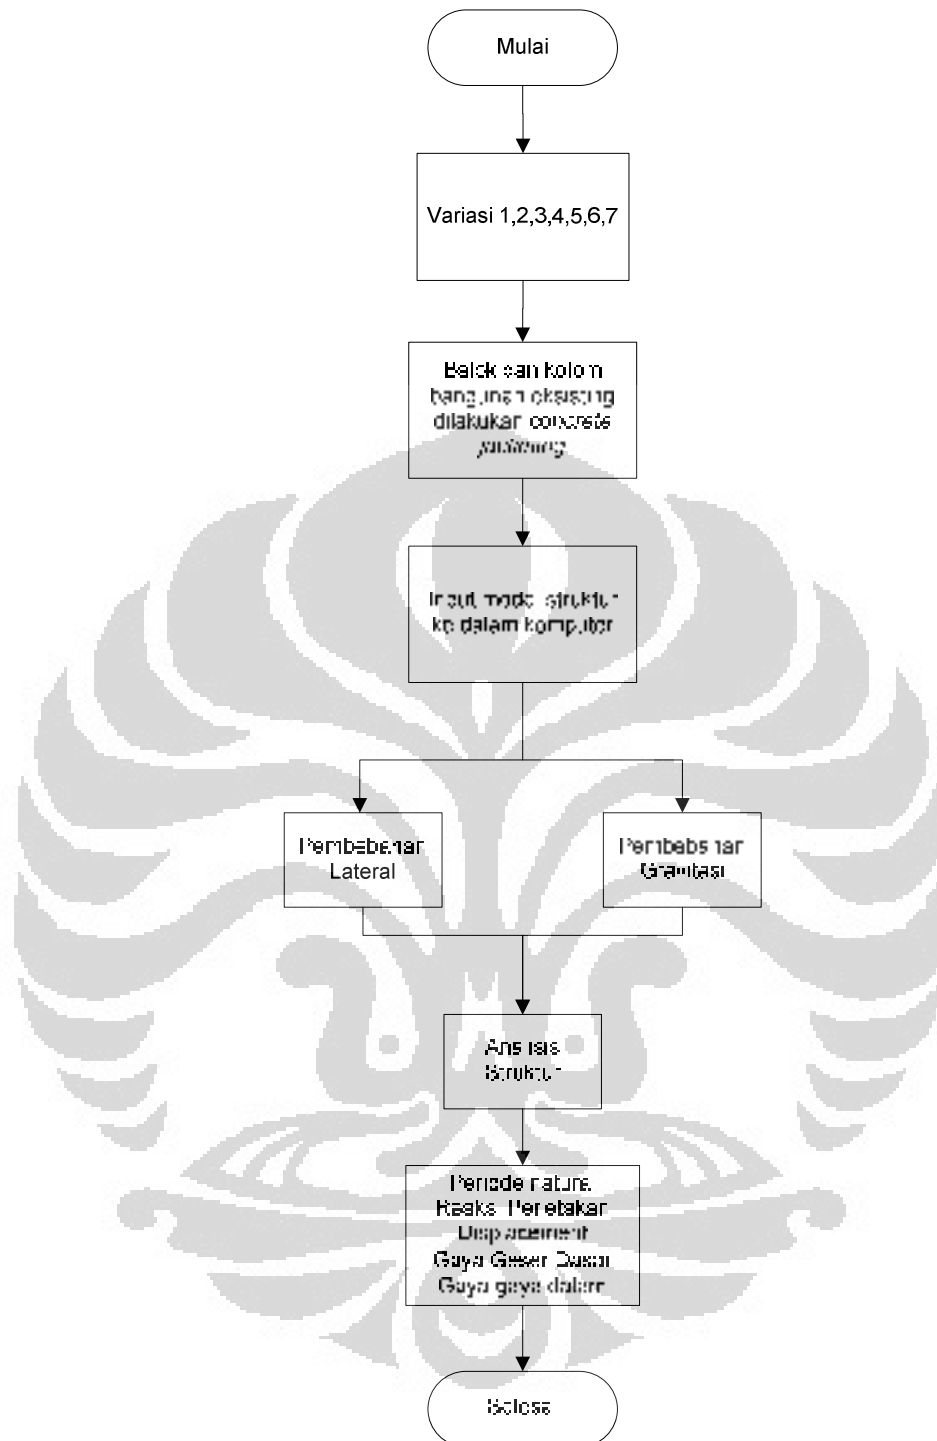 Mulai
Variasi 1,2,3,4,5,6,7
Balok dan kolom
bangunan eksisting
dilakukan concrete
jacketing
Input model struktur
ke dalam komputer
Pembebanan
Lateral
Pembebanan
Gravitasi
Analisis
Struktur
Periode natural
Reaksi Perletakan
Displacement
Gaya Geser Dasar
Gaya gaya dalam
Selesai